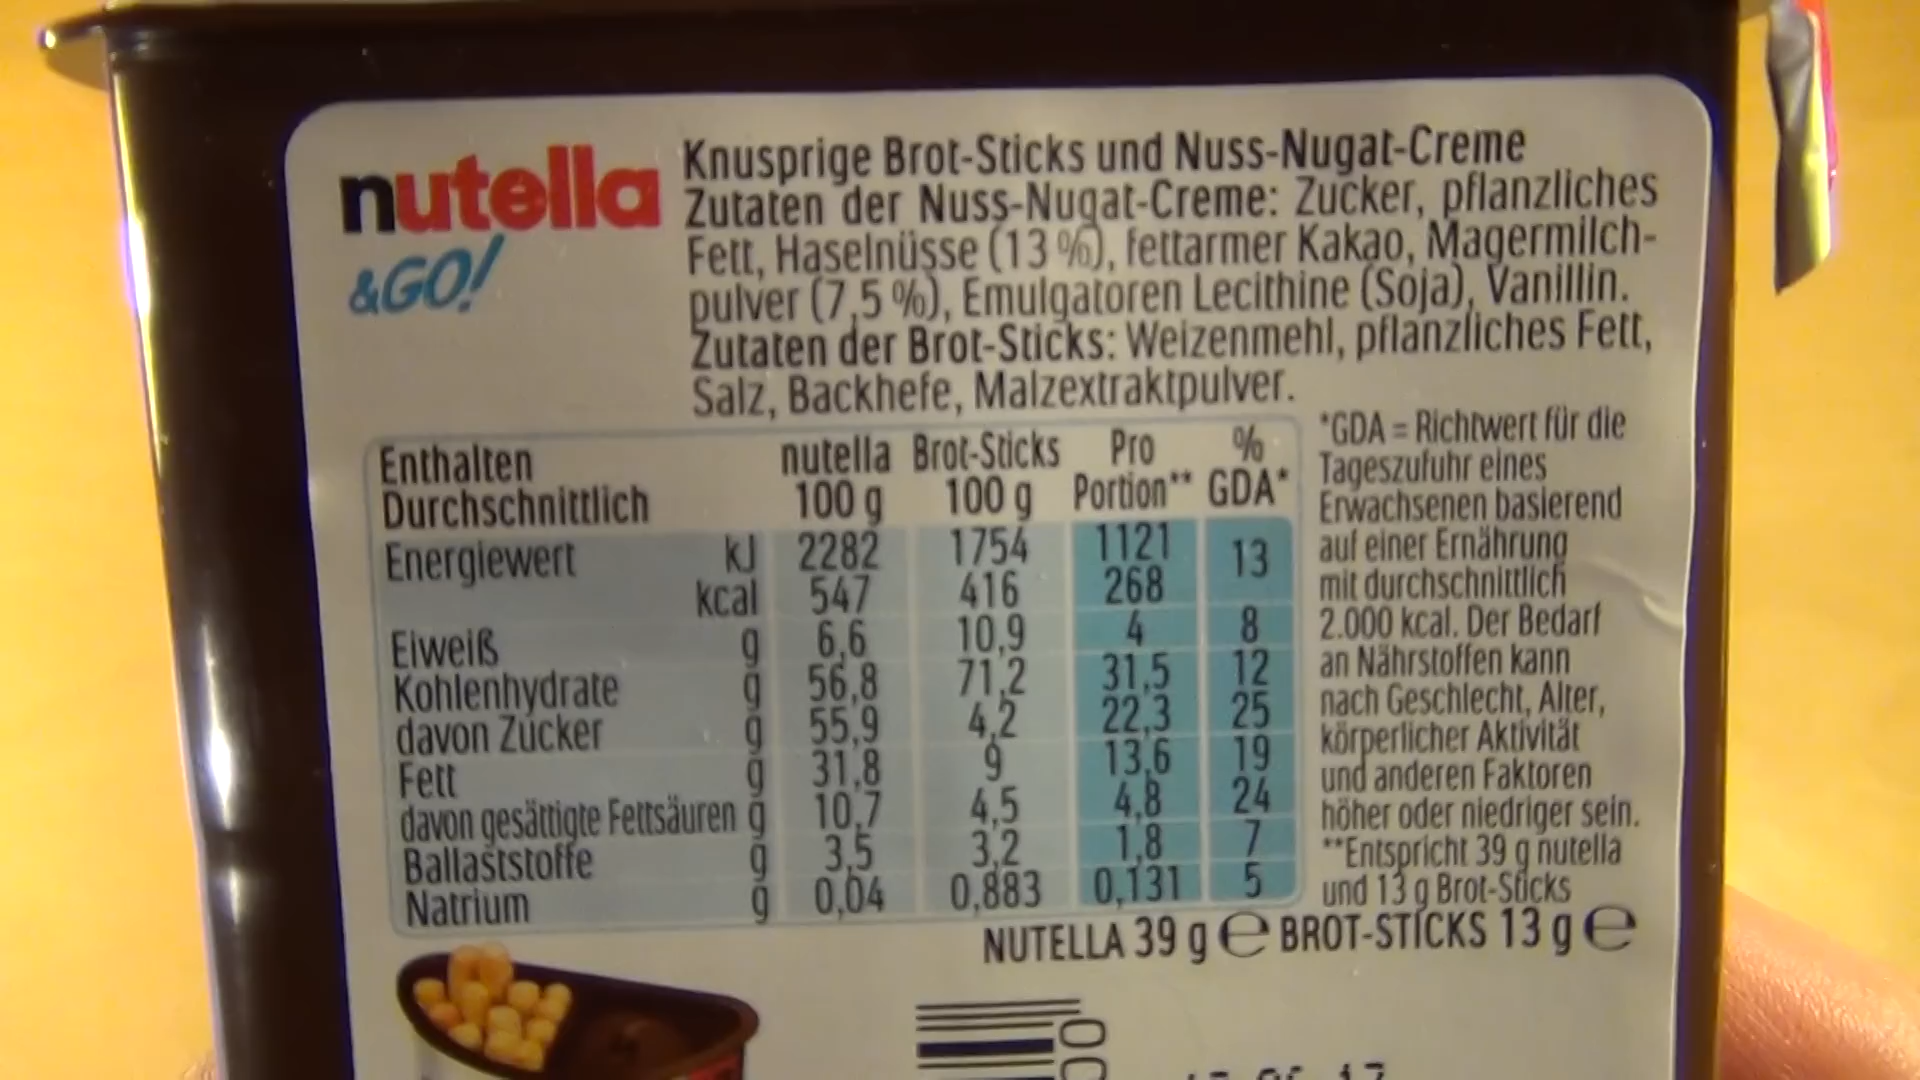 nutella
&GO!
Knusprige Brot-Sticks und Nuss-Nugat-Creme
Zutaten der Nuss-Nugat-Creme: Zucker, pflanzliches
Fett, Haselnüsse (13 %), fettarmer Kakao, Magermilch-
pulver (7,5 %), Emulgatoren Lecithine (Soja), Vanillin.
Zutaten der Brot-Sticks: Weizenmehl, pflanzliches Fett,
Salz, Backhefe, Malzextraktpulver.
Enthalten nutella Brot-Sticks Pro %
Durchschnittlich 100 g 100 g Portion** GDA*
Energiewert kJ 2282 1754 1121 13
kcal 547 416 268
Eiweiß g 6,6 10,9 4 8
Kohlenhydrate g 56,8 71,2 31,5 12
davon Zucker g 55,9 4,2 22,3 25
Fett g 31,8 9 13,6 19
davon gesättigte Fettsäuren g 10,7 4,5 4,8 24
Ballaststoffe g 3,5 3,2 1,8 7
Natrium g 0,04 0,883 0,131 5
*GDA = Richtwert für die
Tageszufuhr eines
Erwachsenen basierend
auf einer Ernährung
mit durchschnittlich
2.000 kcal. Der Bedarf
an Nährstoffen kann
nach Geschlecht, Alter,
körperlicher Aktivität
und anderen Faktoren
höher oder niedriger sein.
**Entspricht 39 g nutella
und 13 g Brot-Sticks
NUTELLA 39 g e BROT-STICKS 13 g e